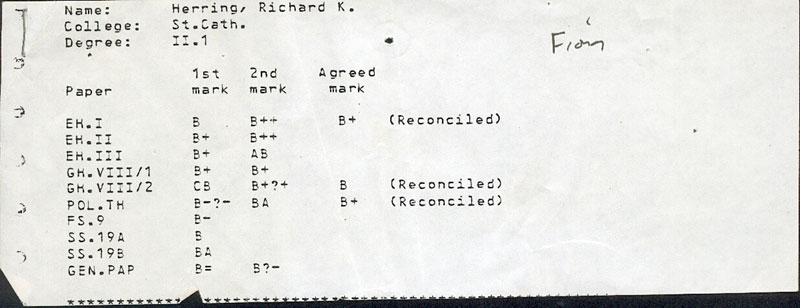 Name: Herring, Richard K.
College: St.Cath.
Degree: II.1
Paper 1st mark 2nd mark Agreed mark
EH.I B B++ B+ (Reconciled)
EH.II B+ B++
EH.III B+ AB
GH.VIII/1 B+ B+
GH.VIII/2 CB B+?+ B (Reconciled)
POL.TH B-?- BA B+ (Reconciled)
FS.9 B-
SS.19A B
SS.19B BA
GEN.PAP B= B?-